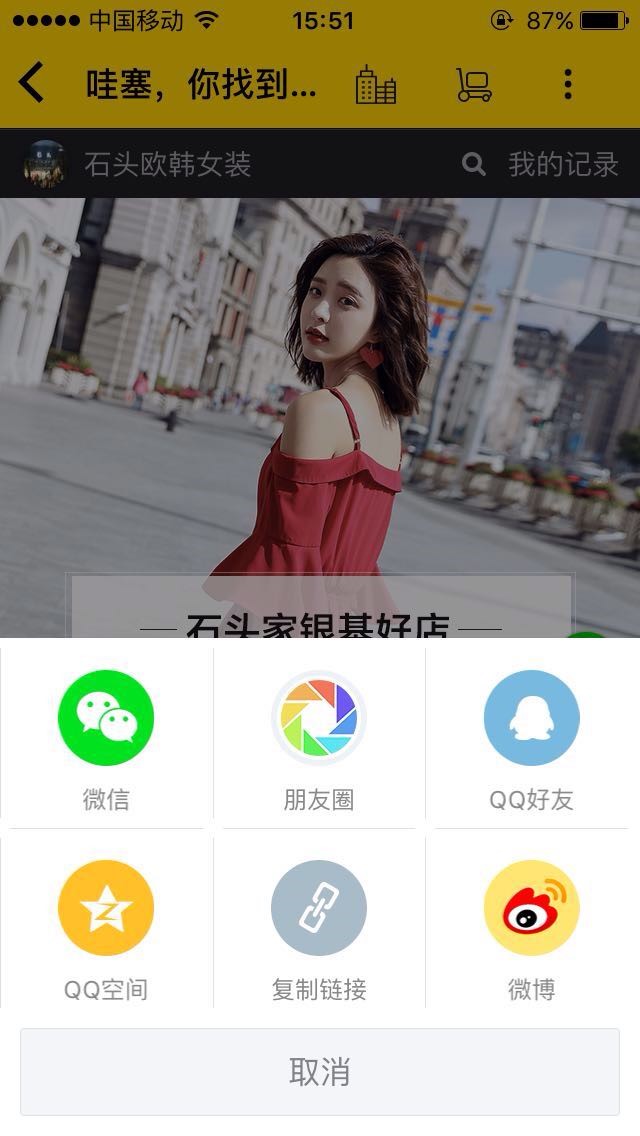 中国移动 15:51 87%
哇塞，你找到...
石头欧韩女装 我的记录
石头家银基好店
微信 朋友圈 QQ好友
QQ空间 复制链接 微博
取消